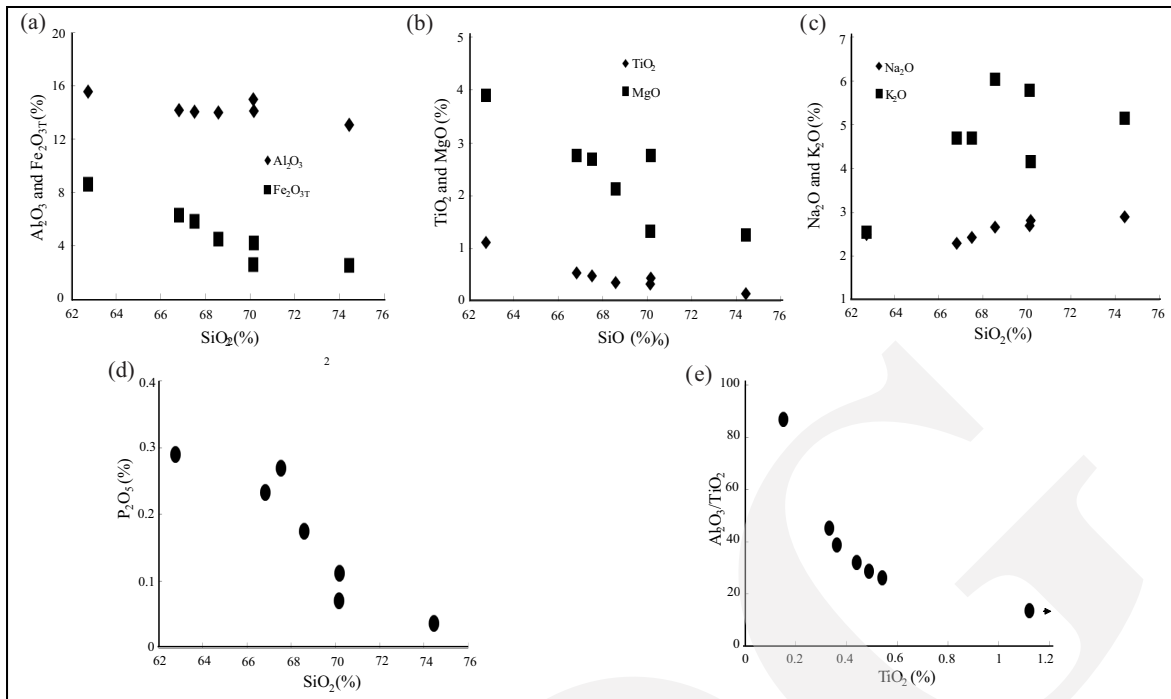 (a)
20
16
12
8
4
0
Al₂O₃ and Fe₂O₃T(%)
Al₂O₃
Fe₂O₃T
62 64 66 68 70 72 74 76
SiO₂(%)
(b)
5
4
3
2
1
0
TiO₂ and MgO (%)
TiO₂
MgO
62 64 66 68 70 72 74 76
SiO (%)%)
2
(c)
7
6
5
4
3
2
1
Na₂O and K₂O (%)
Na₂O
K₂O
62 64 66 68 70 72 74 76
SiO₂(%)
(d)
0.4
0.3
0.2
0.1
0
P₂O₅(%)
62 64 66 68 70 72 74 76
SiO₂(%)
(e)
100
80
60
40
20
0
Al₂O₃/TiO₂
0 0.2 0.4 0.6 0.8 1 1.2
TiO₂(%)
G